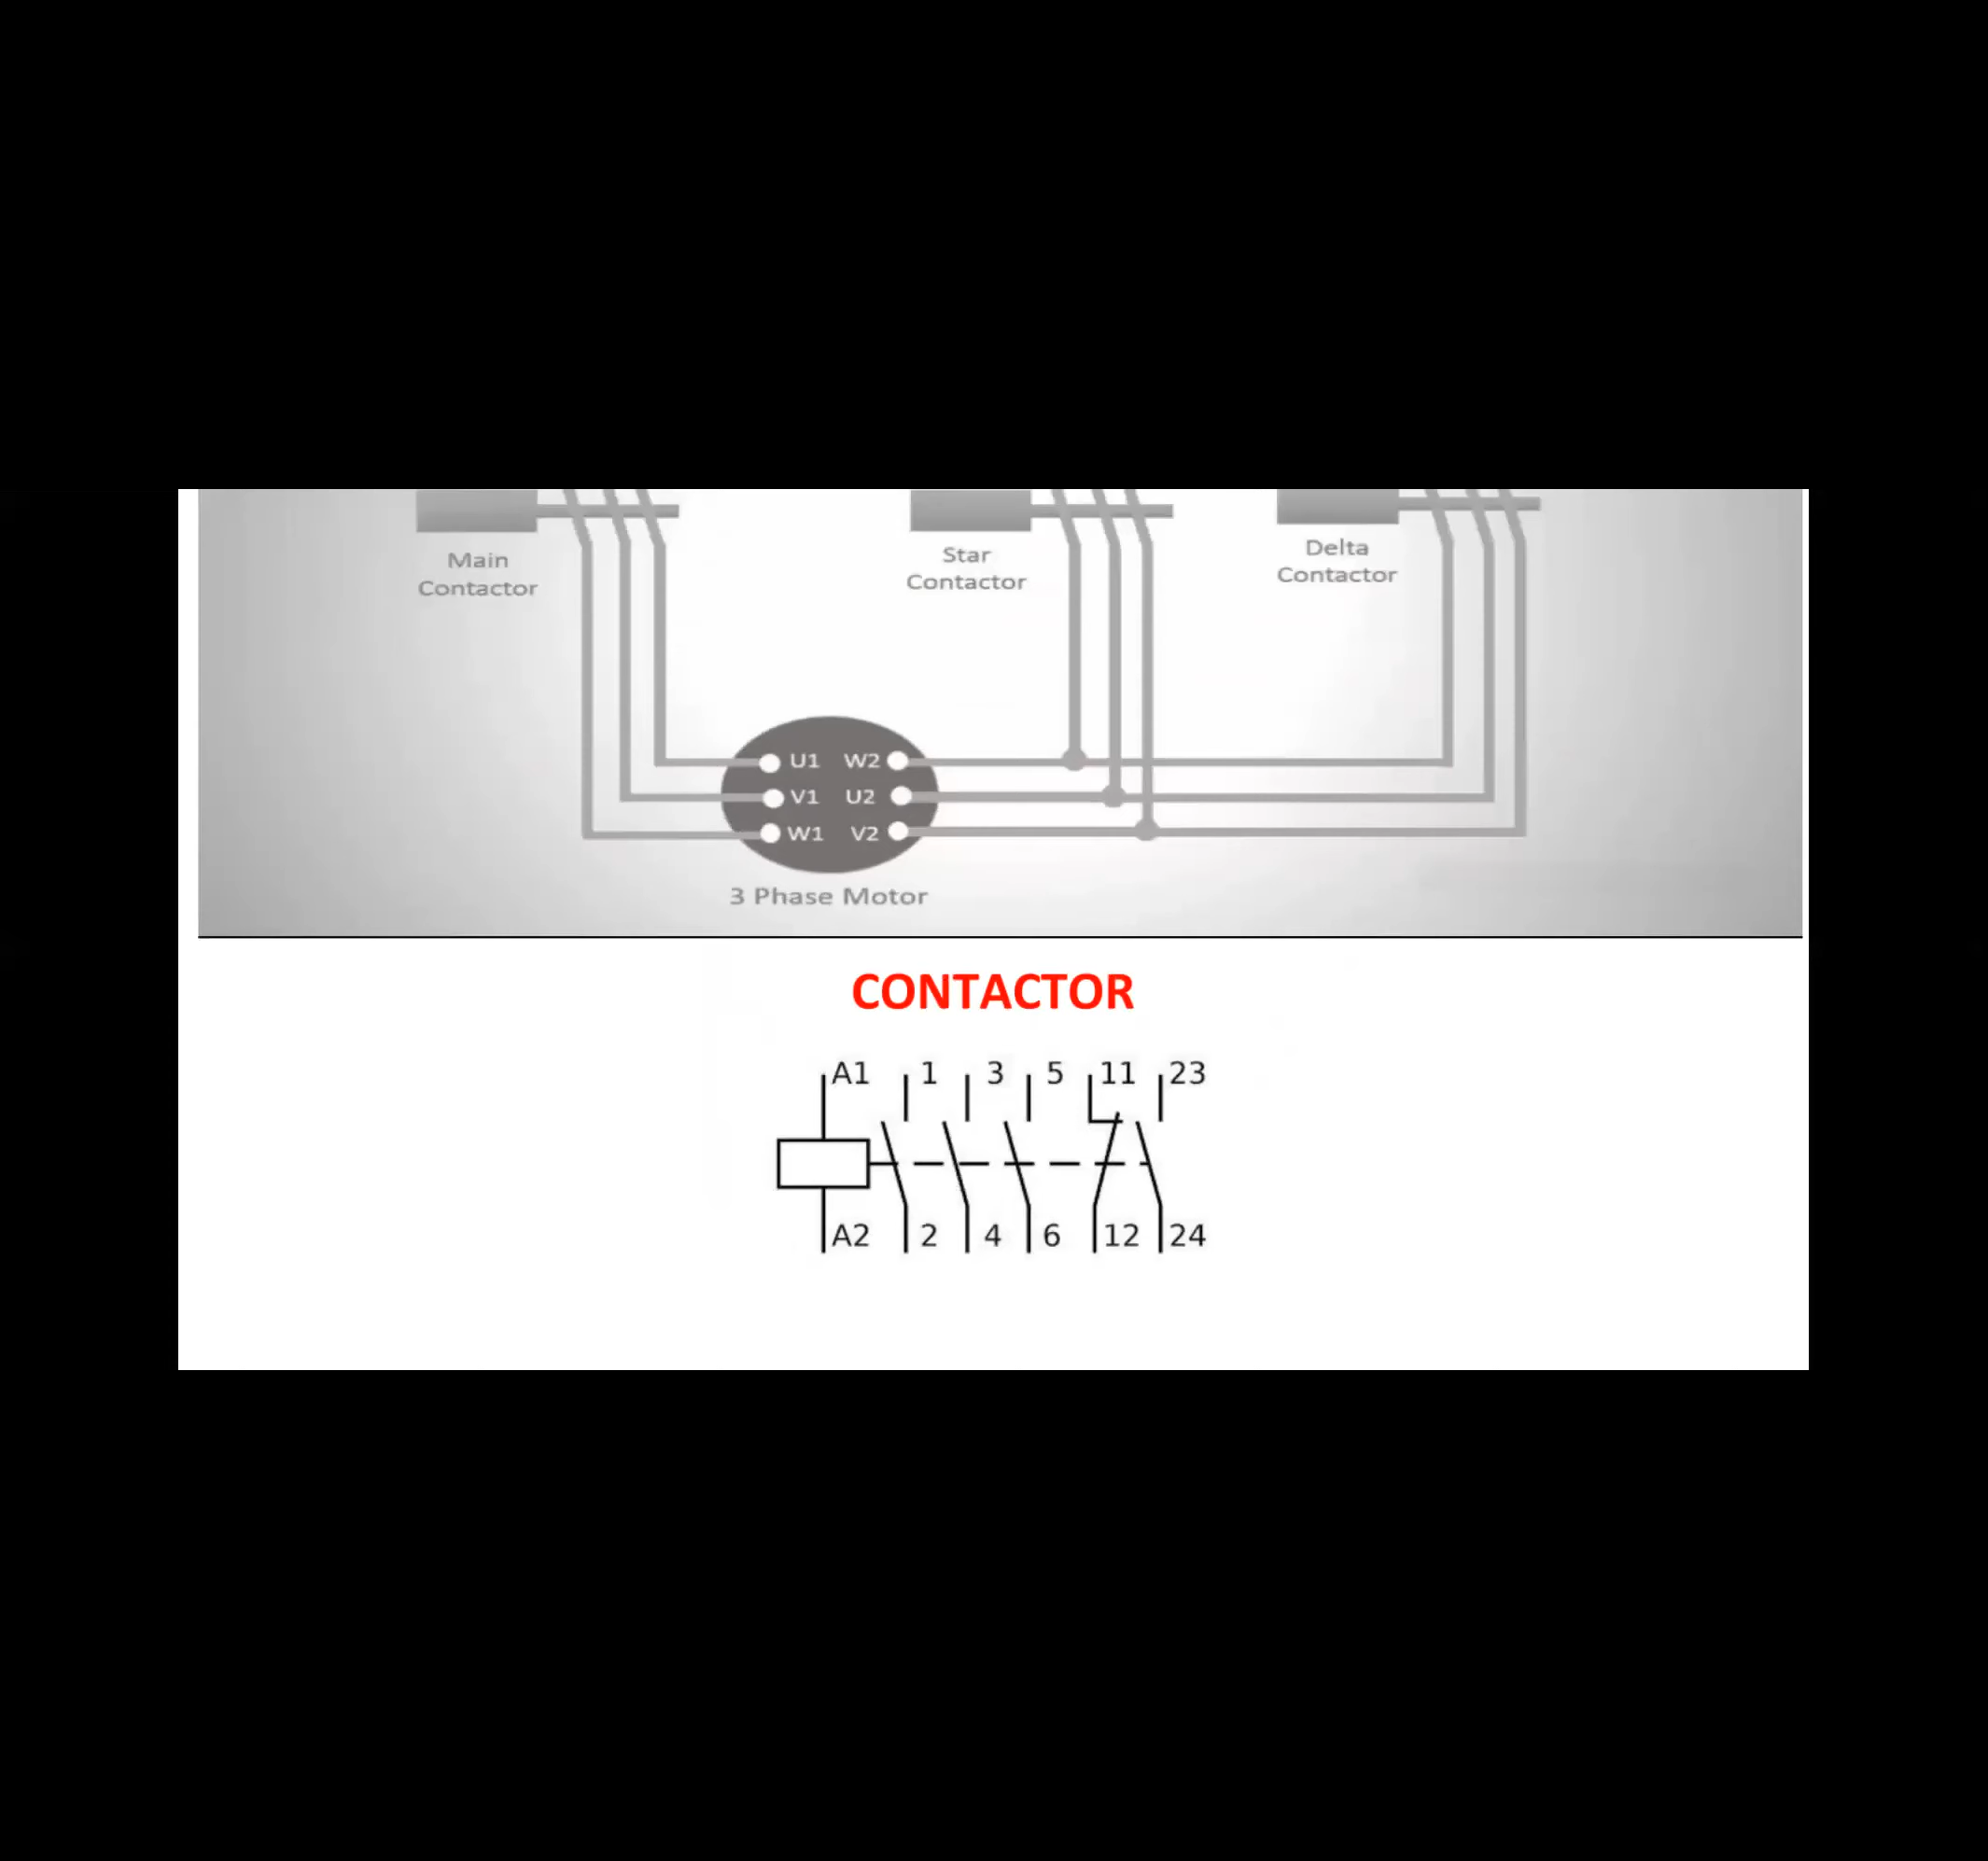 Main
Contactor
Star
Contactor
Delta
Contactor
U1 W2
V1 U2
W1 V2
3 Phase Motor
CONTACTOR
A1 1 3 5 11 23
A2 2 4 6 12 24